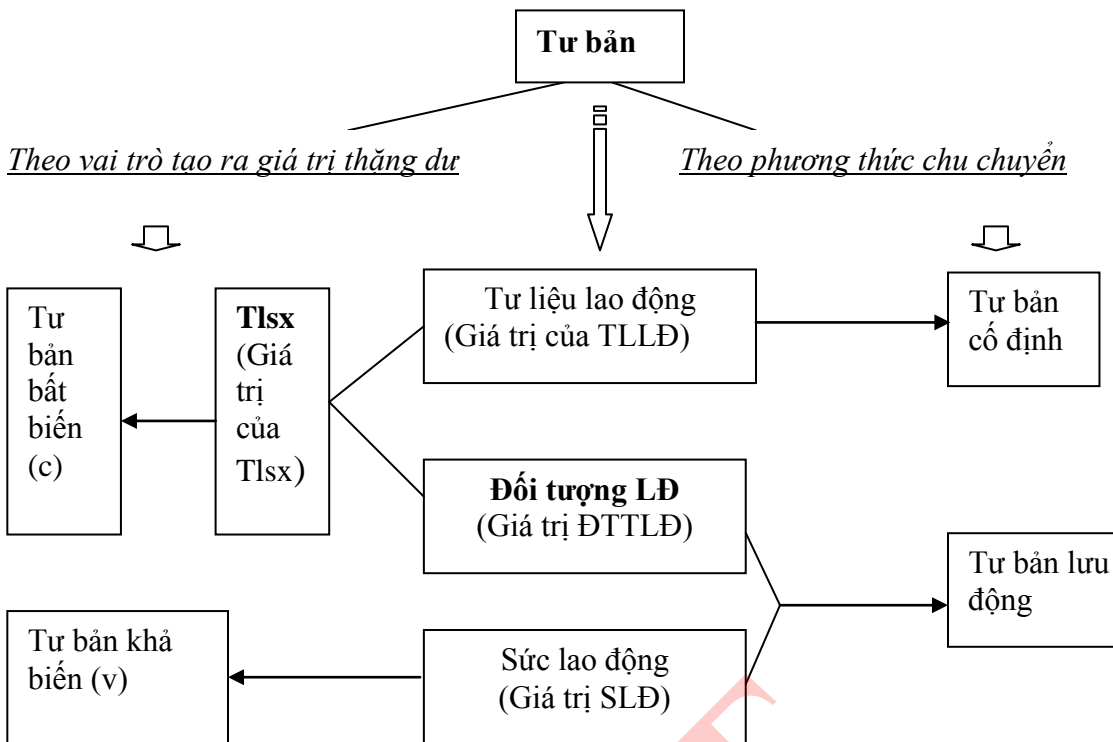 Tư bản
Theo vai trò tạo ra giá trị thặng dư
Theo phương thức chu chuyển
Tư
bản
bất
biến
(c)
Tlsx
(Giá
trị
của
Tlsx)
Tư liệu lao động
(Giá trị của TLLĐ)
Tư bản
cố định
Đối tượng LĐ
(Giá trị ĐTTLĐ)
Tư bản lưu
động
Tư bản khả
biến (v)
Sức lao động
(Giá trị SLĐ)